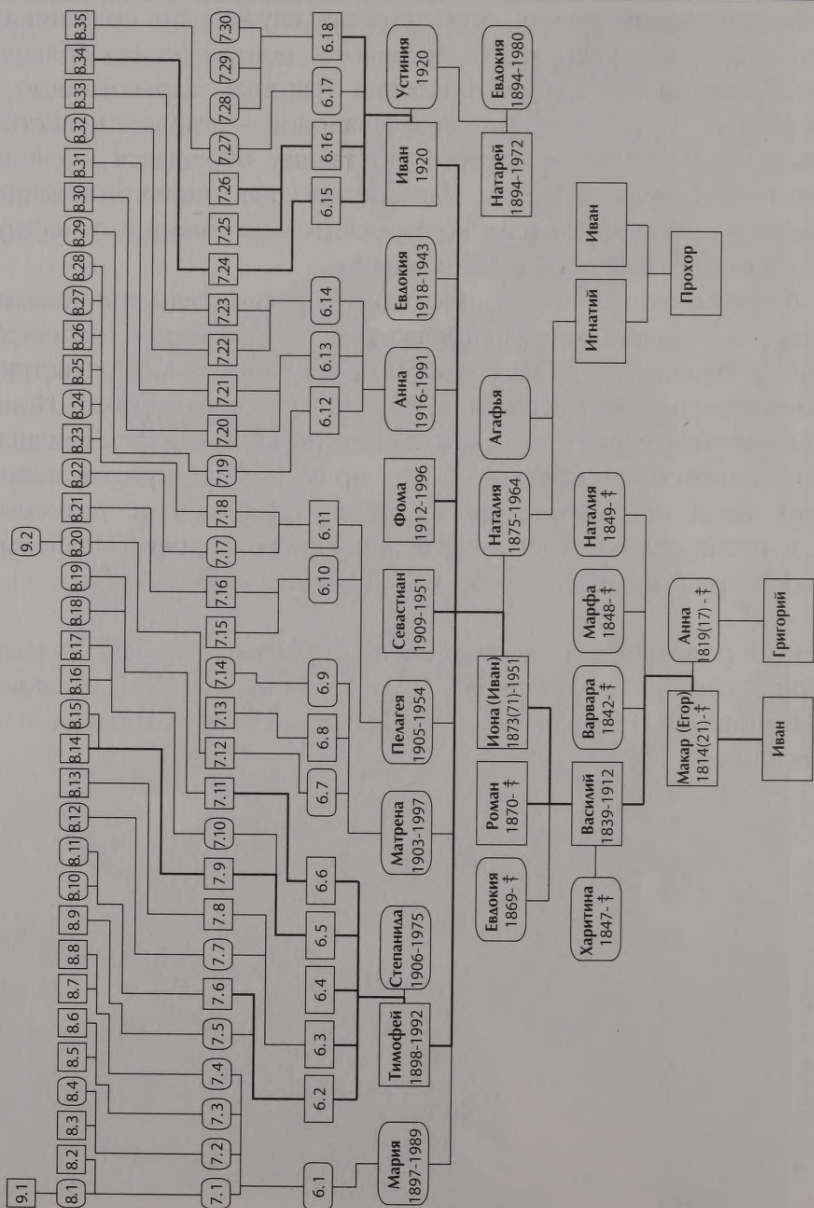 9.1
9.2
8.1 8.2 8.3 8.4 8.5 8.6 8.7 8.8 8.9 8.10 8.11 8.12 8.13 8.14 8.15 8.16 8.17 8.18 8.19 8.20 8.21 8.22 8.23 8.24 8.25 8.26 8.27 8.28 8.29 8.30 8.31 8.32 8.33 8.34 8.35
7.1 7.2 7.3 7.4 7.5 7.6 7.7 7.8 7.9 7.10 7.11 7.12 7.13 7.14 7.15 7.16 7.17 7.18 7.19 7.20 7.21 7.22 7.23 7.24 7.25 7.26 7.27 7.28 7.29 7.30
6.1 6.2 6.3 6.4 6.5 6.6 6.7 6.8 6.9 6.10 6.11 6.12 6.13 6.14 6.15 6.16 6.17 6.18
Мария
1897-1989
Тимофей
1898-1992
Степанида
1906-1975
Матрена
1903-1997
Пелагея
1905-1954
Севастиан
1909-1951
Фома
1912-1996
Анна
1916-1991
Евдокия
1918-1943
Иван
1920
Устиния
1920
Евдокия
1869- ‡
Роман
1870- ‡
Иона (Иван)
1873(71)-1951
Наталия
1875-1964
Агафья
Натарей
1894-1972
Евдокия
1894-1980
Харитина
1847- ‡
Василий
1839-1912
Варвара
1842- ‡
Марфа
1848- ‡
Наталия
1849- ‡
Игнатий
Иван
Макар (Егор)
1814(21)- ‡
Анна
1819(17) - ‡
Прохор
Иван
Григорий